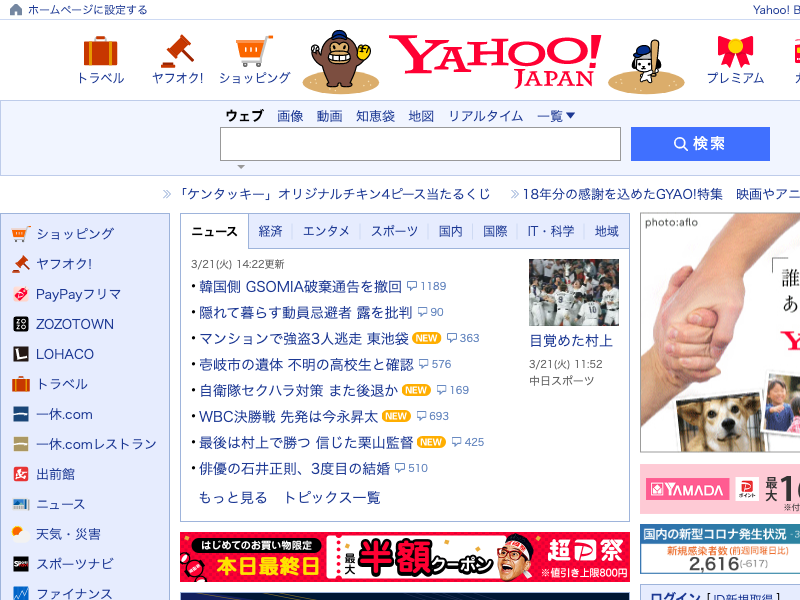 ホームページに設定する
Yahoo! B
トラベル
ヤフオク!
ショッピング
YAHOO!
JAPAN
プレミアム
ウェブ 画像 動画 知恵袋 地図 リアルタイム 一覧▼
検索
「ケンタッキー」オリジナルチキン4ピース当たるくじ
18年分の感謝を込めたGYAO!特集 映画やアニ
ショッピング
ヤフオク!
PayPayフリマ
ZOZOTOWN
LOHACO
トラベル
一休.com
一休.comレストラン
出前館
ニュース
天気・災害
スポーツナビ
ファイナンス
ニュース 経済 エンタメ スポーツ 国内 国際 IT・科学 地域
3/21(火) 14:22更新
・韓国側 GSOMIA破棄通告を撤回 1189
・隠れて暮らす動員忌避者 露を批判 90
・マンションで強盗3人逃走 東池袋 NEW 363
・壱岐市の遺体 不明の高校生と確認 576
・自衛隊セクハラ対策 また後退か NEW 169
・WBC決勝戦 先発は今永昇太 NEW 693
・最後は村上で勝つ 信じた栗山監督 NEW 425
・俳優の石井正則、3度目の結婚 510
もっと見る トピックス一覧
目覚めた村上
3/21(火) 11:52
中日スポーツ
はじめてのお買い物限定
本日最終日
最大半額クーポン
超P祭
※値引き上限800円
photo:aflo
誰
あ
Y
YAMADA
ポイント
最大
10
※付
国内の新型コロナ発生状況
新規感染者数(前週同曜日比)
2,616(-617)
ログイン [ ID新規取得 ]